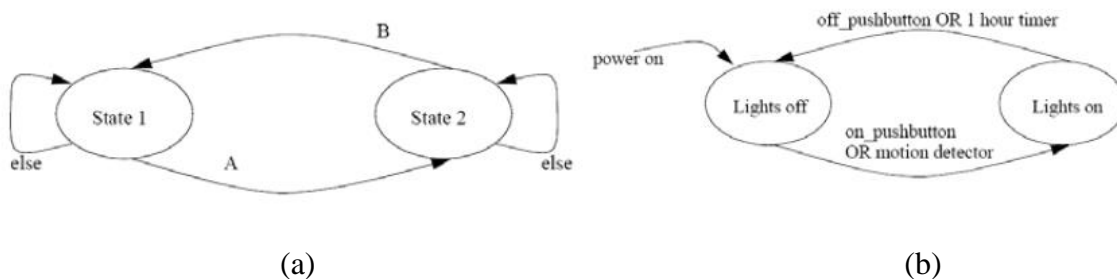 B
State 1
State 2
else
A
else
(a)
off_pushbutton OR 1 hour timer
power on
Lights off
Lights on
on_pushbutton
OR motion detector
(b)